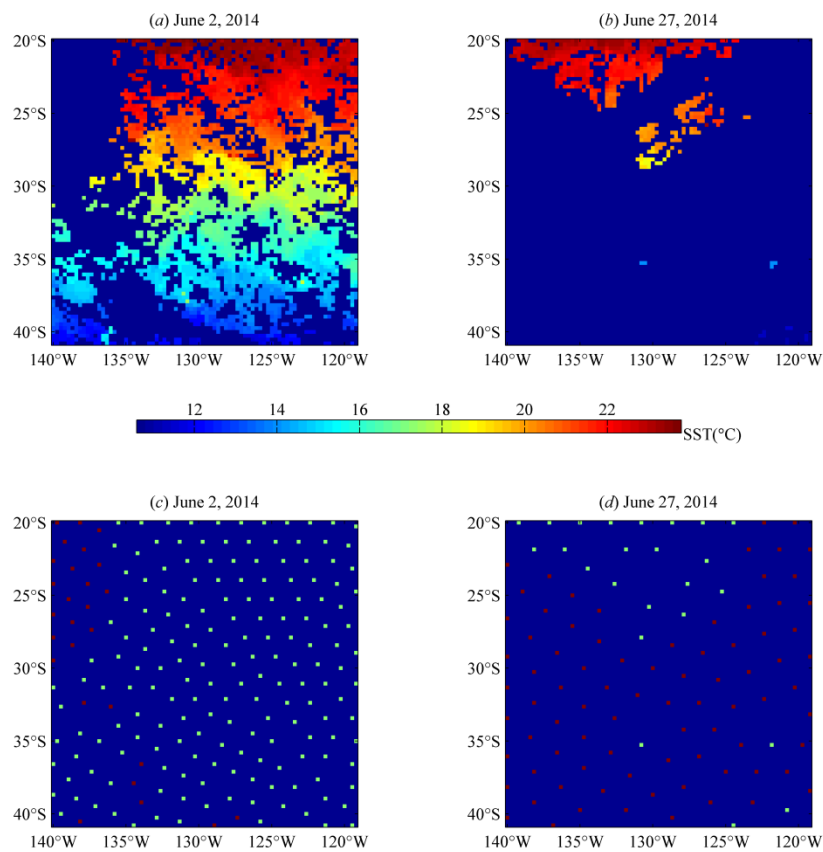 (a) June 2, 2014
(b) June 27, 2014
20°S
25°S
30°S
35°S
40°S
140°W 135°W 130°W 125°W 120°W
20°S
25°S
30°S
35°S
40°S
140°W 135°W 130°W 125°W 120°W
12 14 16 18 20 22
SST(°C)
(c) June 2, 2014
(d) June 27, 2014
20°S
25°S
30°S
35°S
40°S
140°W 135°W 130°W 125°W 120°W
20°S
25°S
30°S
35°S
40°S
140°W 135°W 130°W 125°W 120°W